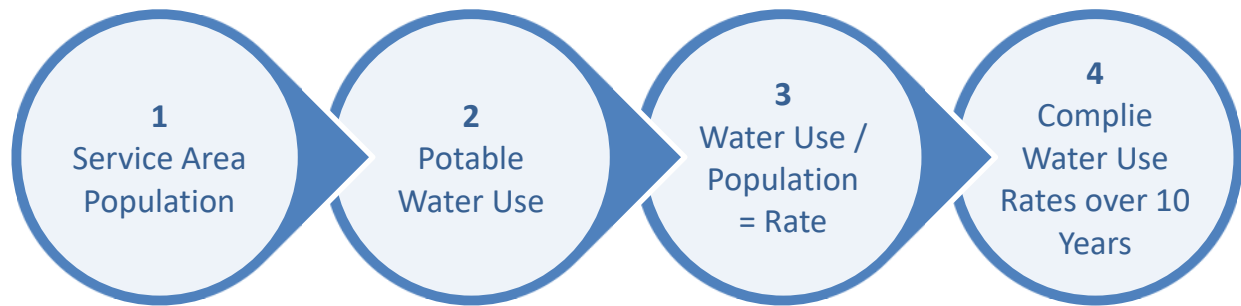 1
Service Area
Population
2
Potable
Water Use
3
Water Use /
Population
= Rate
4
Complie
Water Use
Rates over 10
Years